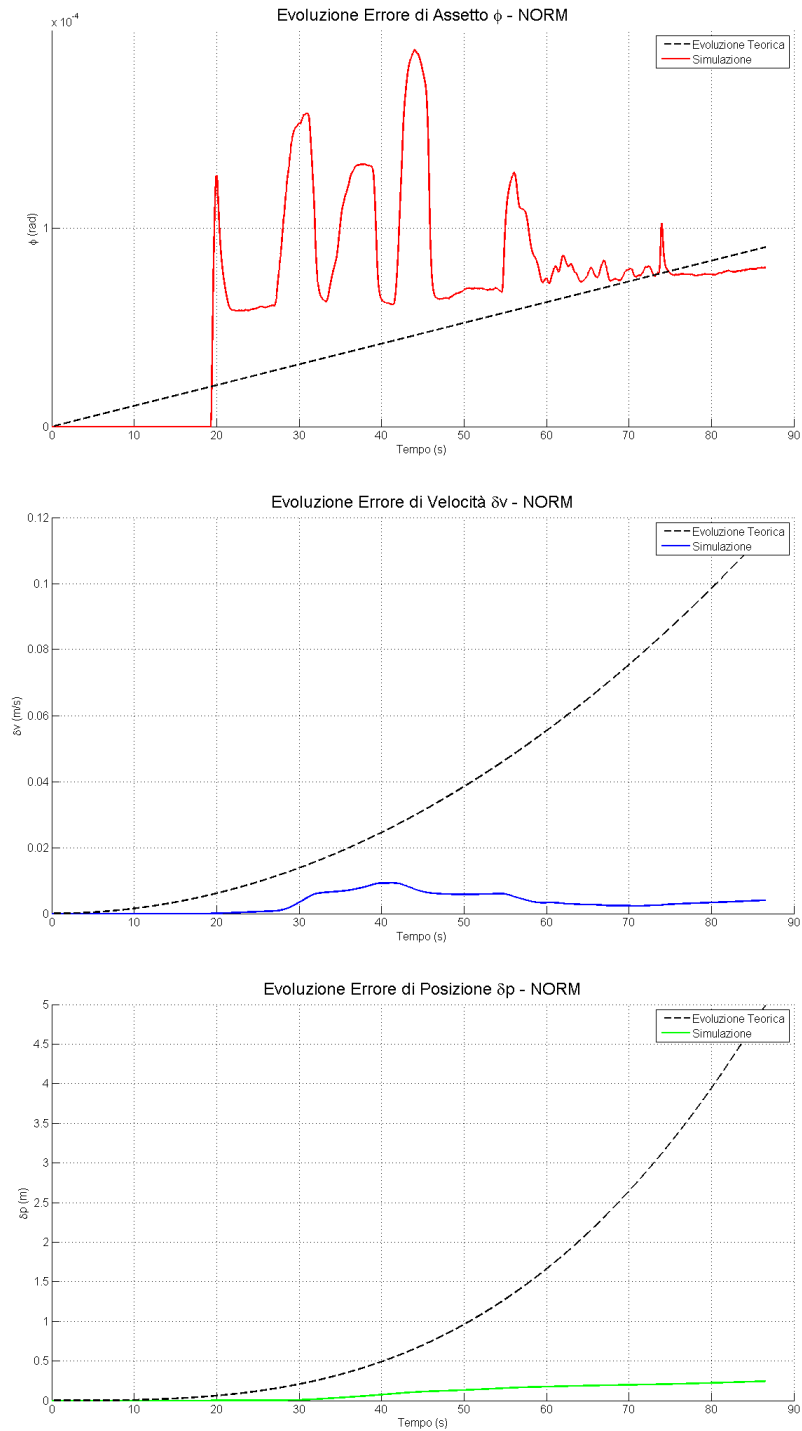 Evoluzione Errore di Assetto ϕ - NORM
x 10⁻⁴
Evoluzione Teorica
Simulazione
1
0
ϕ (rad)
0 10 20 30 40 50 60 70 80 90
Tempo (s)
Evoluzione Errore di Velocità δv - NORM
Evoluzione Teorica
Simulazione
0.12
0.1
0.08
0.06
0.04
0.02
0
δv (m/s)
0 10 20 30 40 50 60 70 80 90
Tempo (s)
Evoluzione Errore di Posizione δp - NORM
Evoluzione Teorica
Simulazione
5
4.5
4
3.5
3
2.5
2
1.5
1
0.5
0
δp (m)
0 10 20 30 40 50 60 70 80 90
Tempo (s)